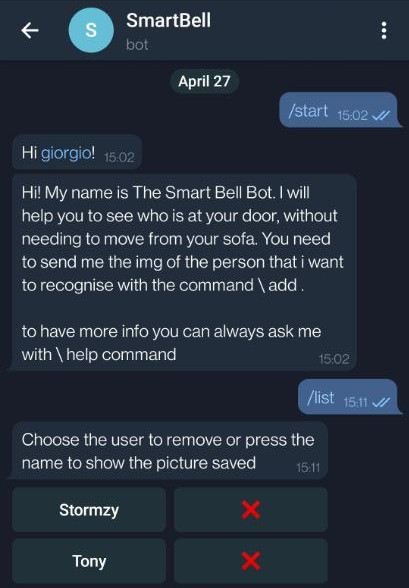 SmartBell
S
bot
April 27
/start 15:02
Hi giorgio! 15:02
Hi! My name is The Smart Bell Bot. I will
help you to see who is at your door, without
needing to move from your sofa. You need
to send me the img of the person that i want
to recognise with the command \ add .
to have more info you can always ask me
with \ help command 15:02
/list 15:11
Choose the user to remove or press the
name to show the picture saved 15:11
Stormzy
Tony